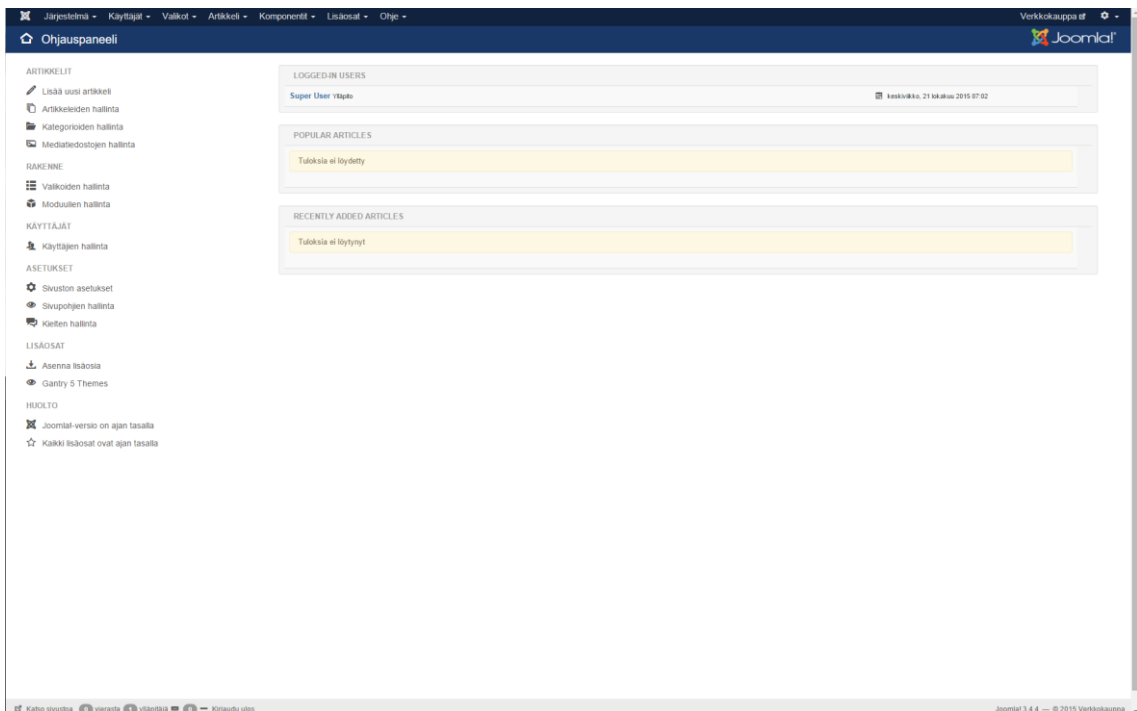 Järjestelmä Käyttäjät Valikot Artikkeli Komponentit Lisäosat Ohje Verkkokauppa
Ohjauspaneeli Joomla!
ARTIKKELIT
Lisää uusi artikkeli
Artikkeleiden hallinta
Kategorioiden hallinta
Mediatiedostojen hallinta
RAKENNE
Valikoiden hallinta
Moduulien hallinta
KÄYTTÄJÄT
Käyttäjien hallinta
ASETUKSET
Sivuston asetukset
Sivupohjien hallinta
Kielten hallinta
LISÄOSAT
Asenna lisäosia
Gantry 5 Themes
HUOLTO
Joomla!-versio on ajan tasalla
Kaikki lisäosat ovat ajan tasalla
LOGGED-IN USERS
Super User Ylläpito keskiviikko, 21 lokakuu 2015 07:02
POPULAR ARTICLES
Tuloksia ei löydetty
RECENTLY ADDED ARTICLES
Tuloksia ei löytynyt
Katso sivustoa 0 vierasta 1 ylläpitäjä 0 Kirjaudu ulos Joomla! 3.4.4 — © 2015 Verkkokauppa